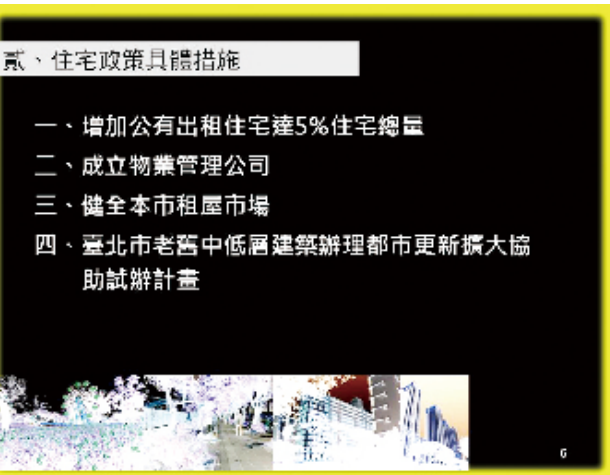 貳、住宅政策具體措施
一、增加公有出租住宅達5%住宅總量
二、成立物業管理公司
三、健全本市租屋市場
四、臺北市老舊中低層建築辦理都市更新擴大協
助試辦計畫
6